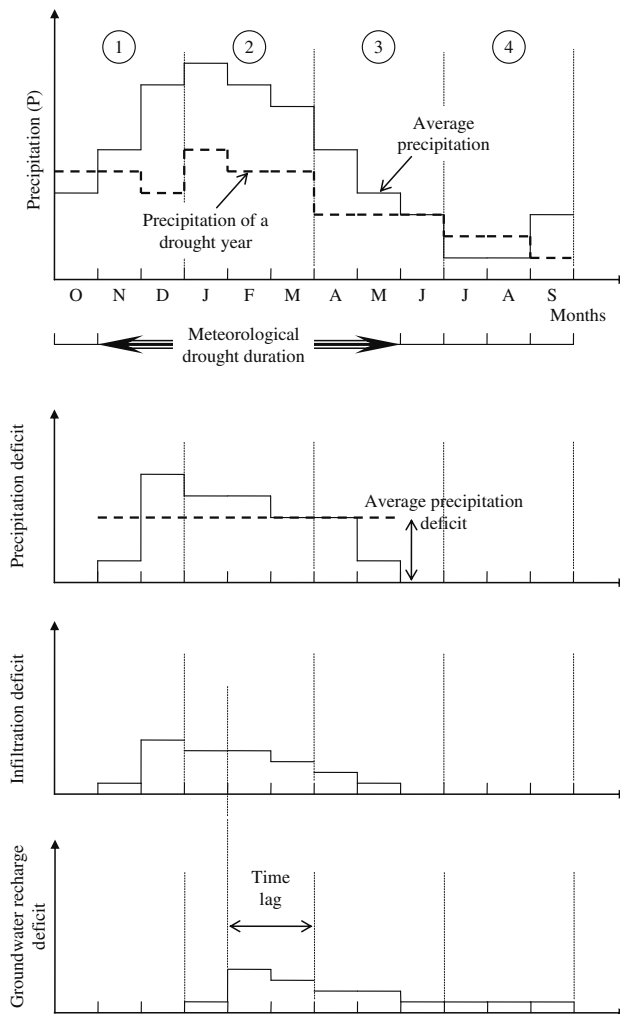 1 2 3 4
Precipitation (P)
Average
precipitation
Precipitation of a
drought year
O N D J F M A M J J A S
Months
Meteorological
drought duration
Precipitation deficit
Average precipitation
deficit
Infiltration deficit
Groundwater recharge
deficit
Time
lag